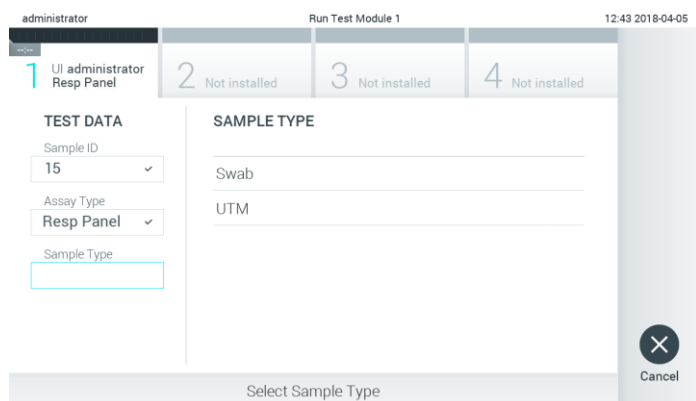 administrator Run Test Module 1 12:43 2018-04-05
--:--
1 UI administrator
Resp Panel
2 Not installed
3 Not installed
4 Not installed
TEST DATA
Sample ID
15
Assay Type
Resp Panel
Sample Type
SAMPLE TYPE
Swab
UTM
Cancel
Select Sample Type